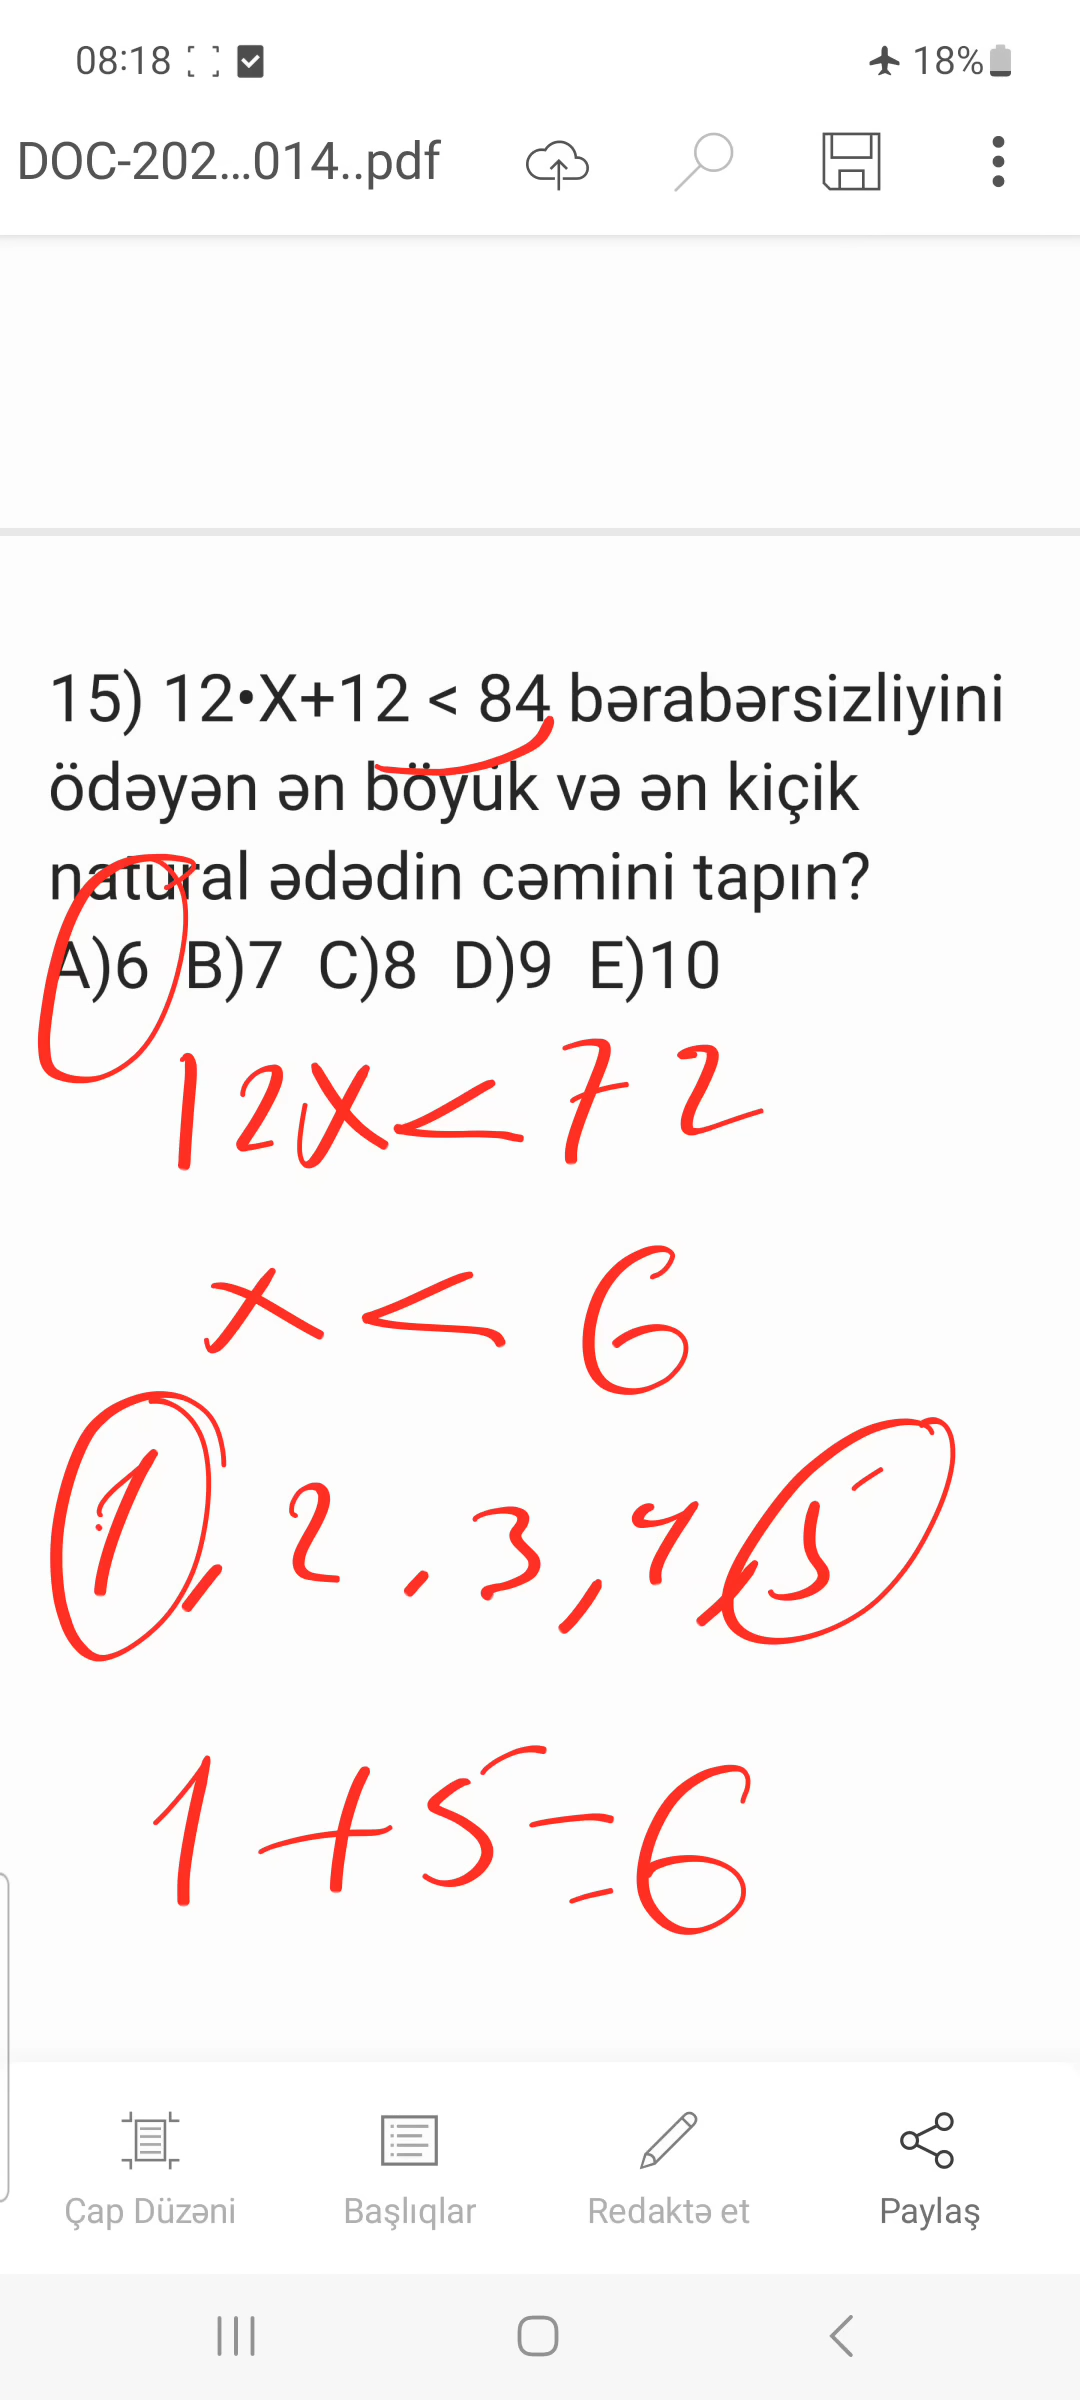 08:18 18%
DOC-202...014..pdf
15) 12•X+12 < 84 bərabərsizliyini
ödəyən ən böyük və ən kiçik
natural ədədin cəmini tapın?
A)6 B)7 C)8 D)9 E)10
12x<72
x < 6
1, 2, 3, 4, 5
1+5=6
Çap Düzəni Başlıqlar Redaktə et Paylaş